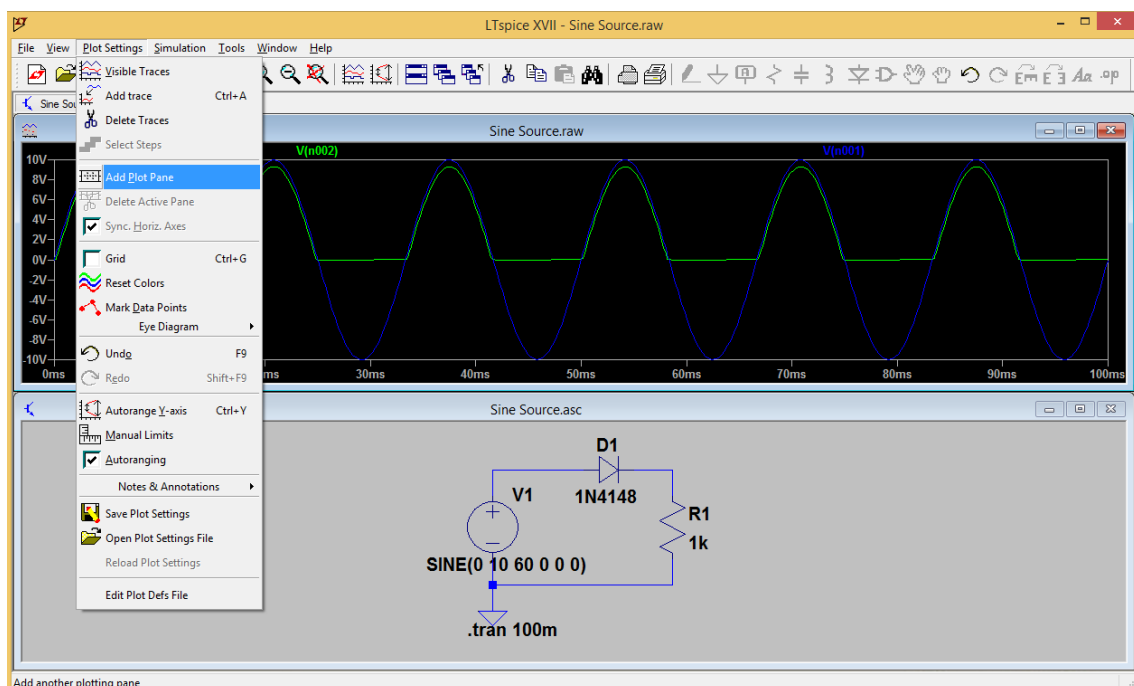 LTspice XVII - Sine Source.raw
File View Plot Settings Simulation Tools Window Help
Visible Traces
Add trace Ctrl+A
Delete Traces
Select Steps
Add Plot Pane
Delete Active Pane
Sync. Horiz. Axes
Grid Ctrl+G
Reset Colors
Mark Data Points
Eye Diagram
Undo F9
Redo Shift+F9
Autorange Y-axis Ctrl+Y
Manual Limits
Autoranging
Notes & Annotations
Save Plot Settings
Open Plot Settings File
Reload Plot Settings
Edit Plot Defs File
Aa .op
Sine
Sine Source.raw
V(n002) V(n001)
10V
8V
6V
4V
2V
0V
-2V
-4V
-6V
-8V
-10V
0ms ms 30ms 40ms 50ms 60ms 70ms 80ms 90ms 100ms
Sine Source.asc
D1
1N4148
V1
R1
1k
SINE(0 10 60 0 0 0)
.tran 100m
Add another plotting pane